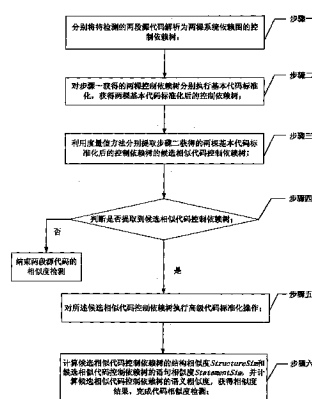 步骤一
分别将待检测的两段源代码解析为两棵系统依赖图的控
制依赖树；
步骤二
对步骤一获得的两棵控制依赖树分别执行基本代码标准
化，获得两棵基本代码标准化后的控制依赖树；
步骤三
利用度量值方法分别提取步骤二获得的两棵基本代码标
准化后的控制依赖树的候选相似代码控制依赖树；
步骤四
判断是否提取到候选相似代码控制依赖树；
否
结束两段源代码的
相似度检测
是
步骤五
对所述候选相似代码控制依赖树执行高级代码标准化操作；
步骤六
计算候选相似代码控制依赖树的结构相似度StructureSim和
候选相似代码控制依赖树的语句相似度StatementSim，并计
算候选相似代码控制依赖树的语义相似度，获得相似度
结果，完成代码相似度检测；